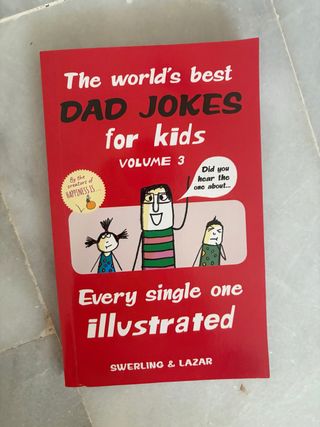 The world's best
DAD JOKES
for kids
VOLUME 3
Did you
hear the
one about...
By the
creators of
HAPPINESS IS...
Every single one
illustrated
SWERLING & LAZAR